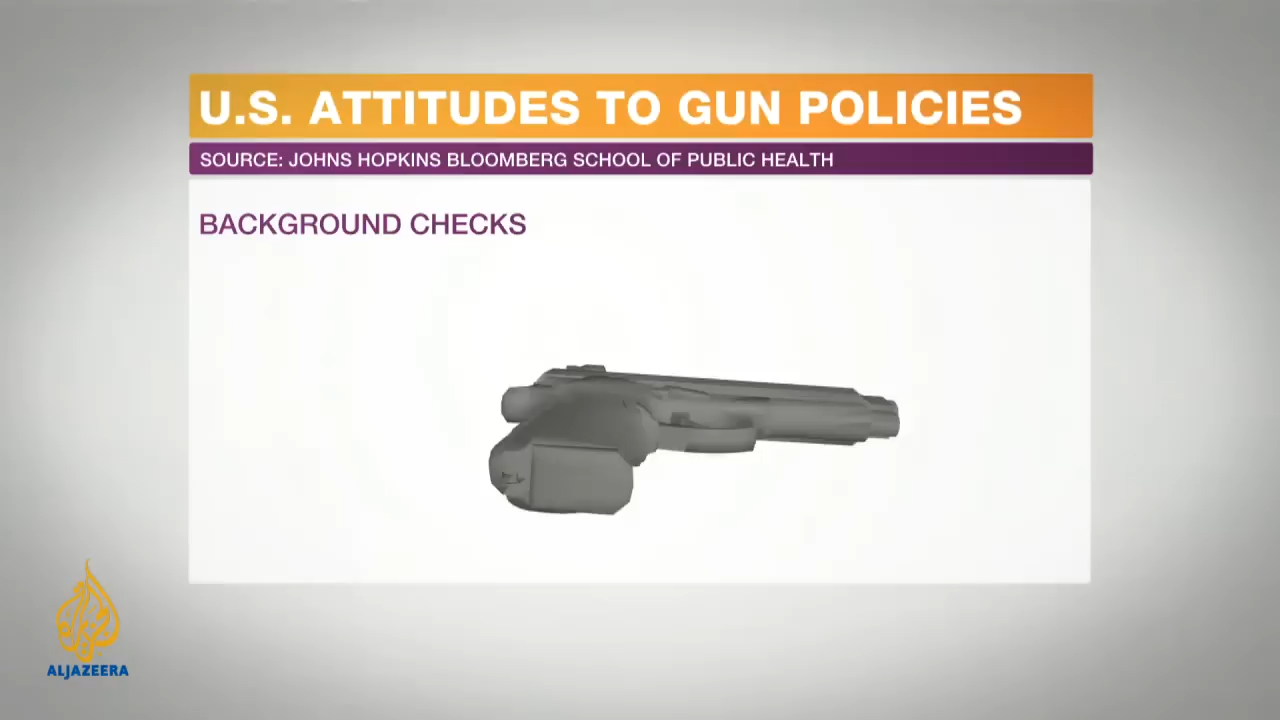 U.S. ATTITUDES TO GUN POLICIES
SOURCE: JOHNS HOPKINS BLOOMBERG SCHOOL OF PUBLIC HEALTH
BACKGROUND CHECKS
ALJAZEERA